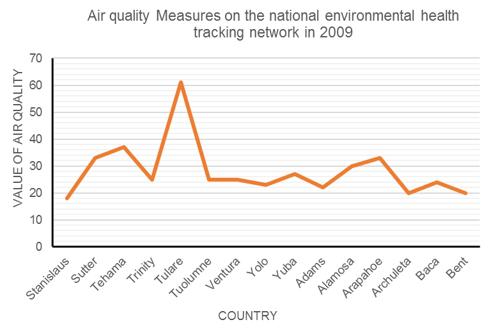 Air quality Measures on the national environmental health
tracking network in 2009
VALUE OF AIR QUALITY
70
60
50
40
30
20
10
0
Stanislaus
Sutter
Tehama
Trinity
Tulare
Tuolumne
Ventura
Yolo
Yuba
Adams
Alamosa
Arapahoe
Archuleta
Baca
Bent
COUNTRY